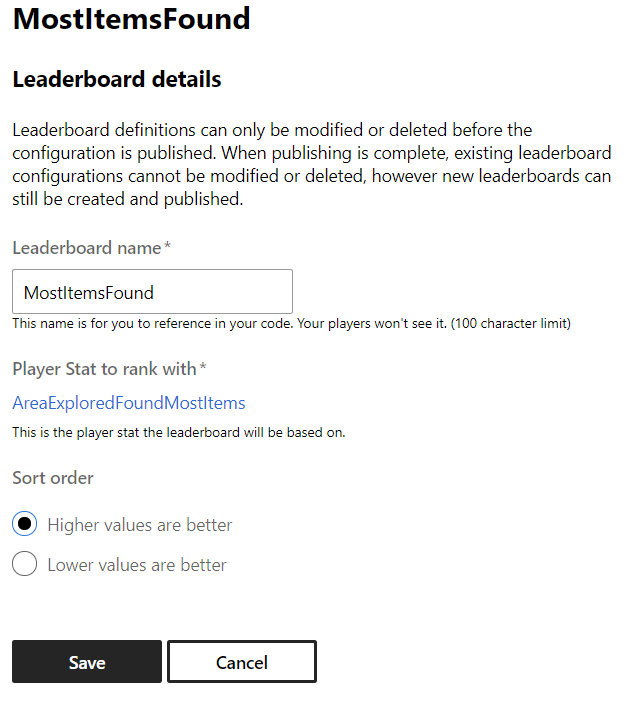 MostItemsFound
Leaderboard details
Leaderboard definitions can only be modified or deleted before the
configuration is published. When publishing is complete, existing leaderboard
configurations cannot be modified or deleted, however new leaderboards can
still be created and published.
Leaderboard name*
MostItemsFound
This name is for you to reference in your code. Your players won't see it. (100 character limit)
Player Stat to rank with*
AreaExploredFoundMostItems
This is the player stat the leaderboard will be based on.
Sort order
Higher values are better
Lower values are better
Save Cancel